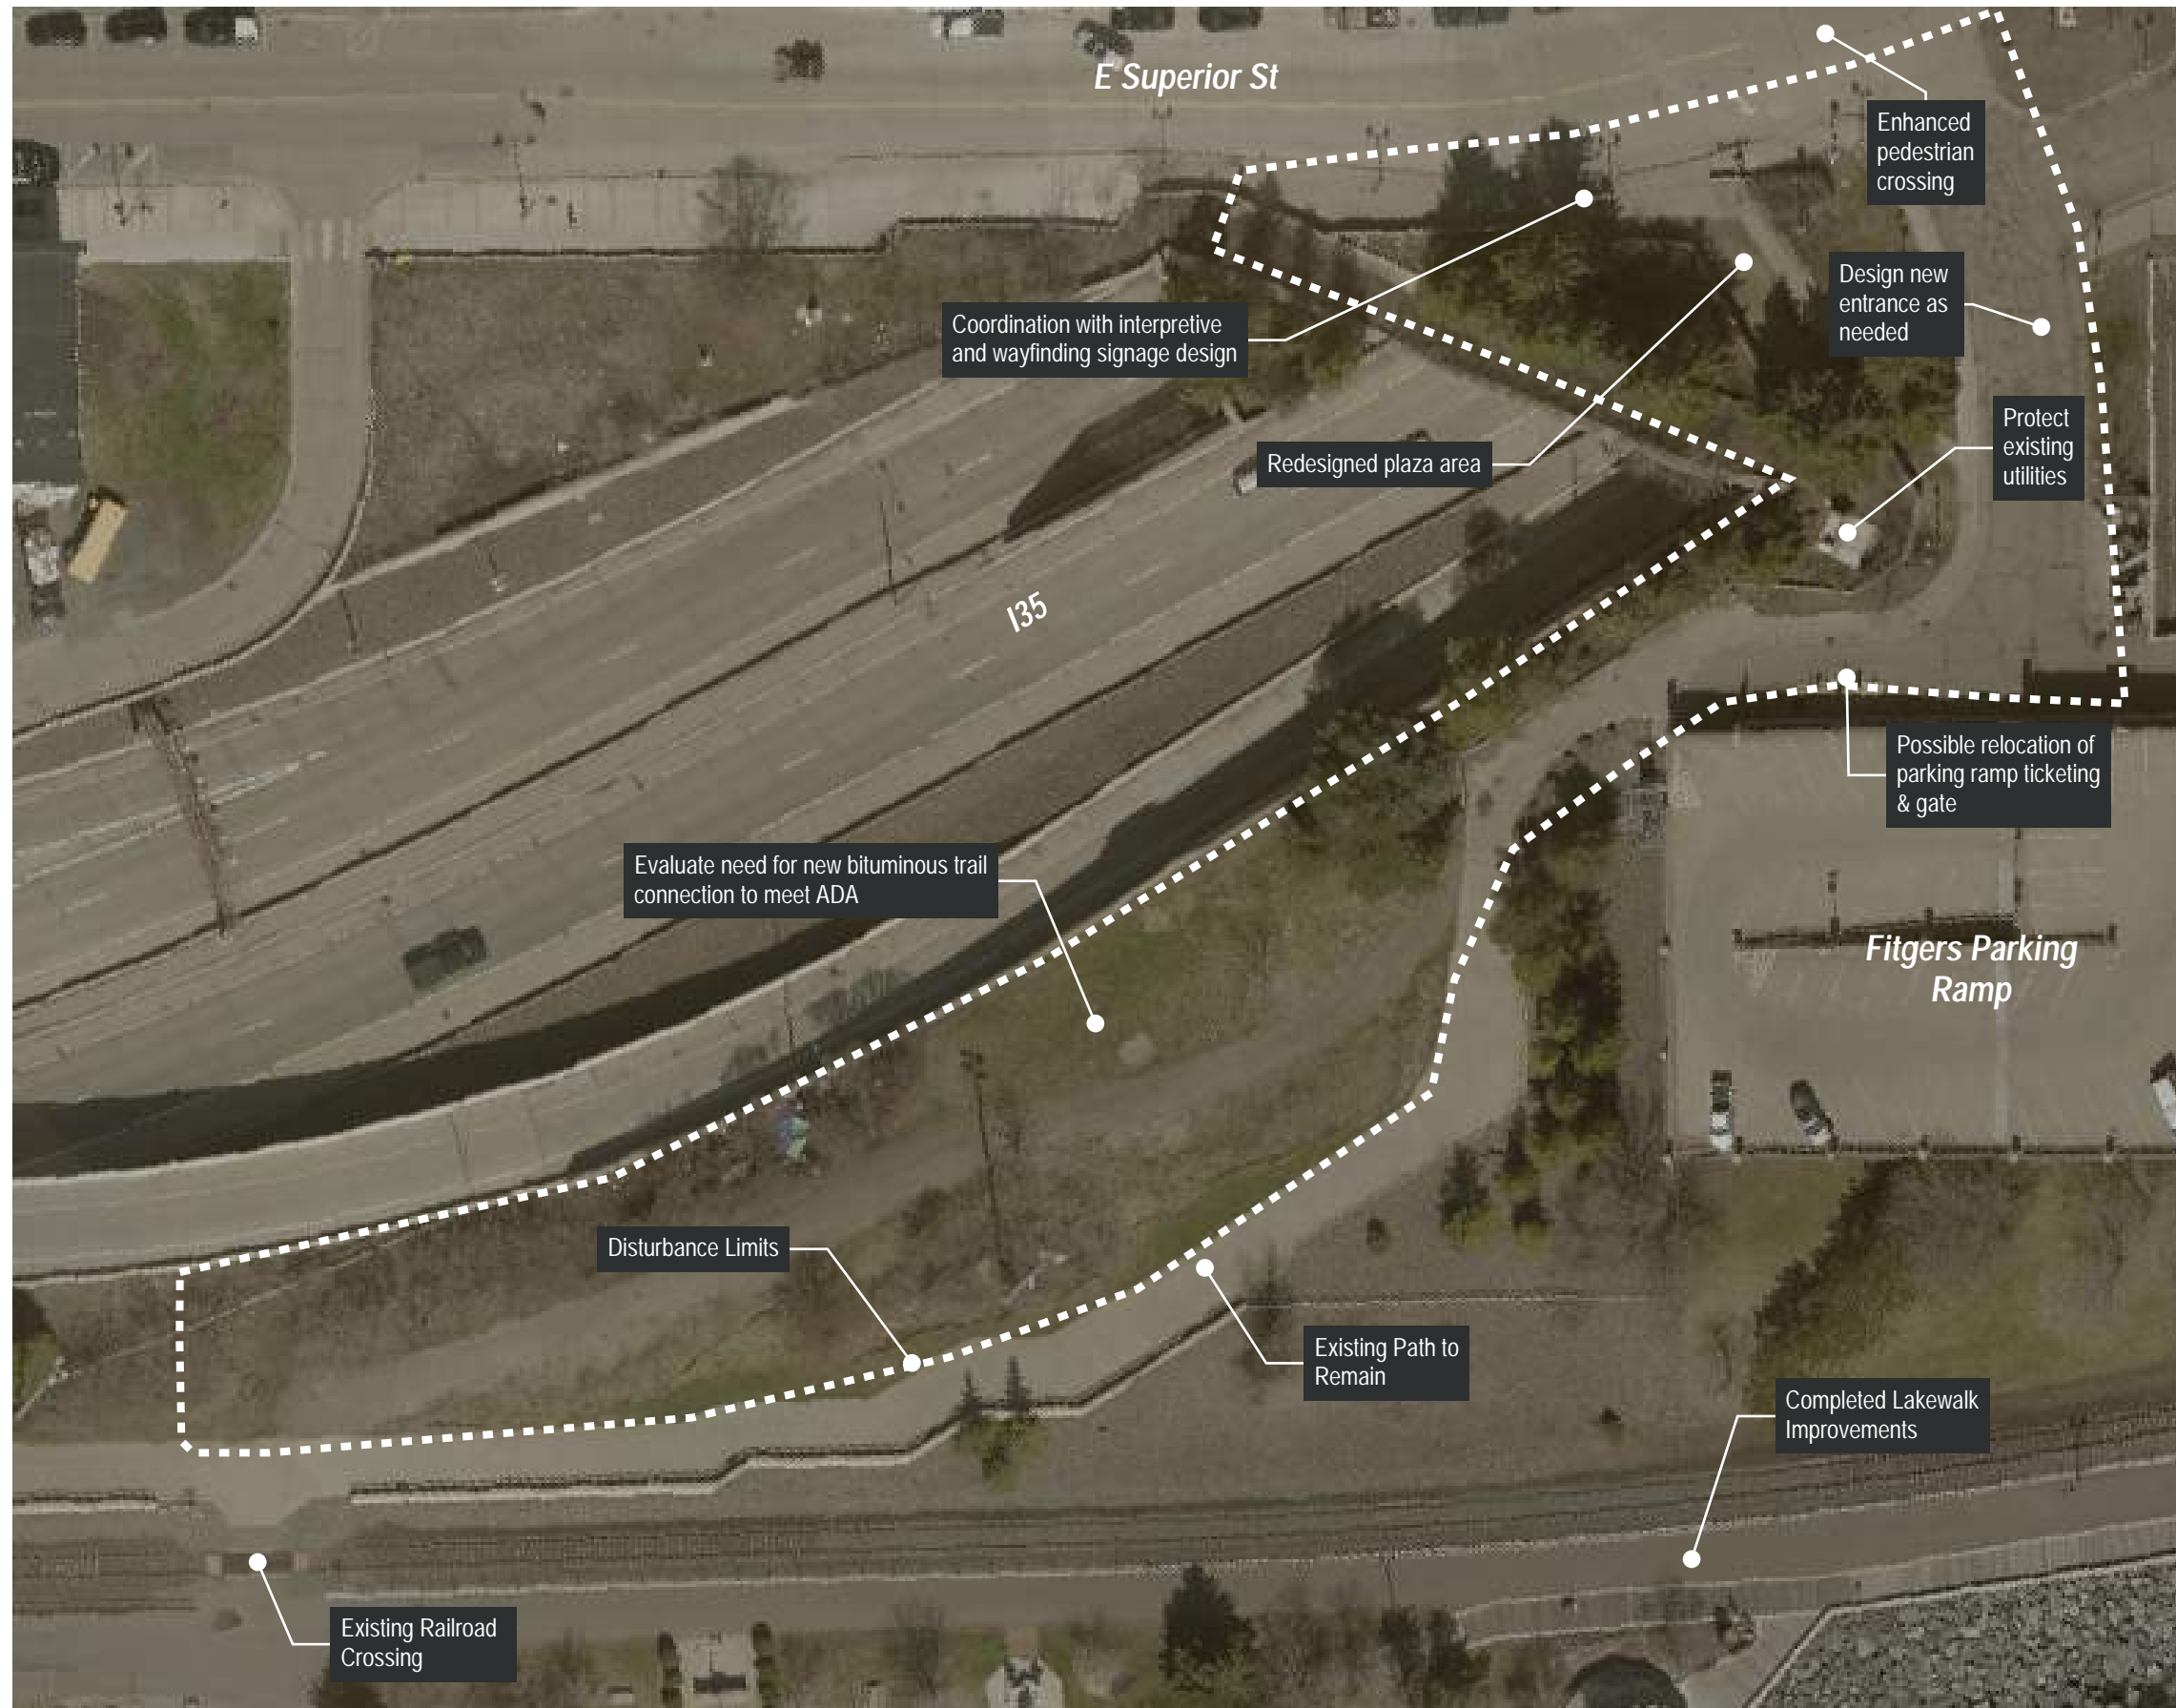 E Superior St
Enhanced
pedestrian
crossing
Design new
entrance as
needed
Coordination with interpretive
and wayfinding signage design
Protect
existing
utilities
Redesigned plaza area
I35
Possible relocation of
parking ramp ticketing
& gate
Evaluate need for new bituminous trail
connection to meet ADA
Fitgers Parking
Ramp
Disturbance Limits
Existing Path to
Remain
Completed Lakewalk
Improvements
Existing Railroad
Crossing